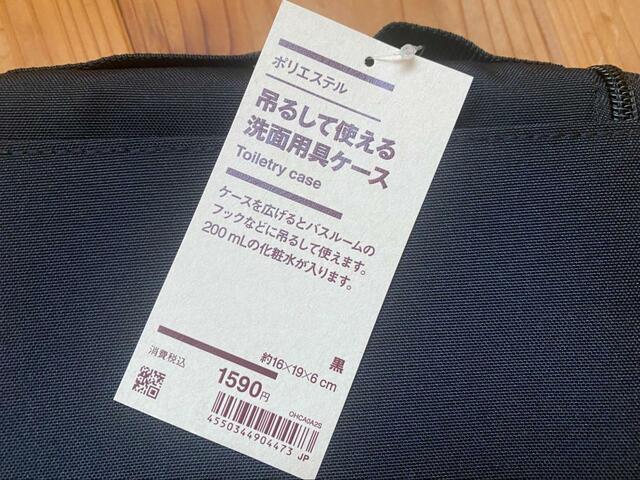 ポリエステル
吊るして使える
洗面用具ケース
Toiletry case
ケースを広げるとバスルームの
フックなどに吊るして使えます。
200 mLの化粧水が入ります。
黒
約16×19×6 cm
消費税込
1590円
OHCA0A2S
4550344904473 JP